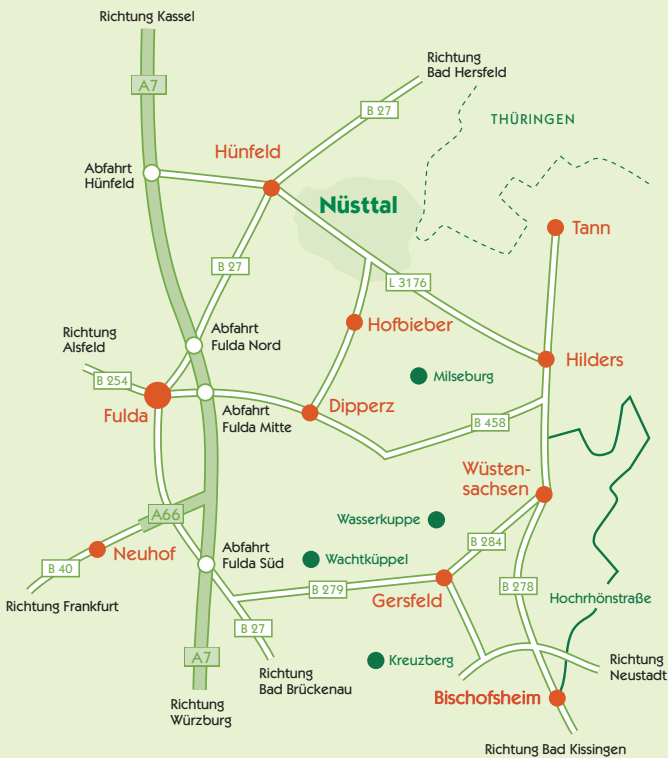 Richtung Kassel
Richtung
Bad Hersfeld
A7
B 27
THÜRINGEN
Hünfeld
Abfahrt
Hünfeld
Nüsttal
Tann
B 27
L 3176
Hofbieber
Richtung
Alsfeld
Abfahrt
Fulda Nord
Hilders
B 254
Milseburg
Fulda
Abfahrt
Fulda Mitte
Dipperz
B 458
Wüsten-
sachsen
A66
Wasserkuppe
B 284
Neuhof
Abfahrt
Fulda Süd
Wachtküppel
B 40
B 279
Gersfeld
B 278
Hochrhönstraße
Richtung Frankfurt
B 27
A7
Kreuzberg
Richtung
Neustadt
Richtung
Bad Brückenau
Bischofsheim
Richtung
Würzburg
Richtung Bad Kissingen